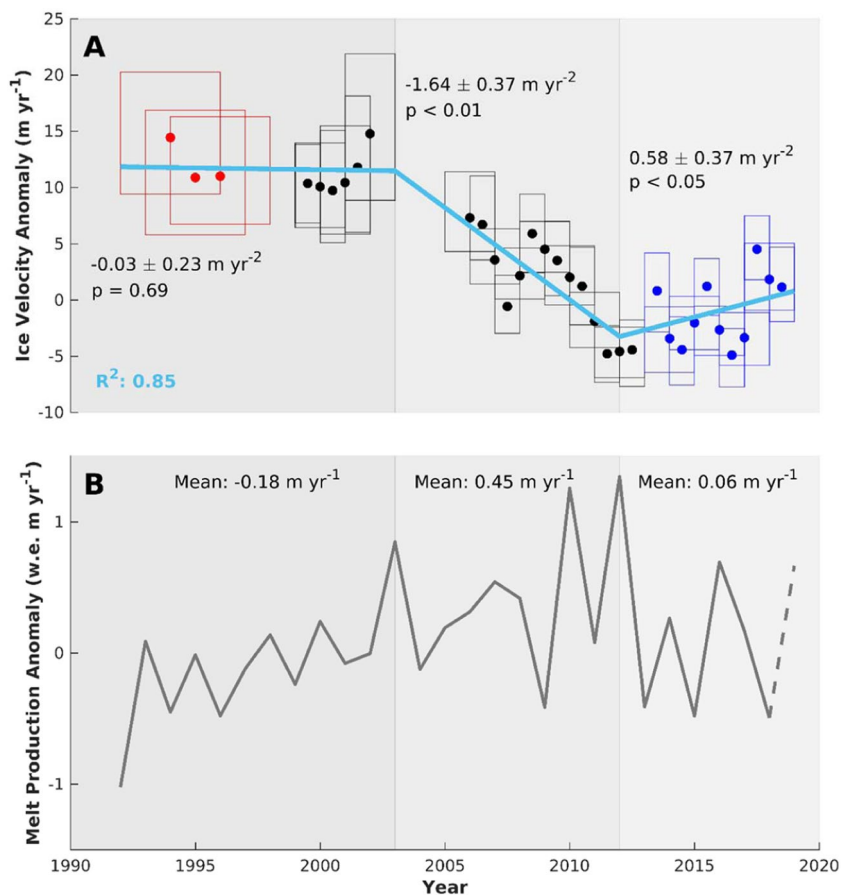 A
Ice Velocity Anomaly (m yr⁻¹)
25
20
15
10
5
0
-5
-10
-0.03 ± 0.23 m yr⁻²
p = 0.69
-1.64 ± 0.37 m yr⁻²
p < 0.01
0.58 ± 0.37 m yr⁻²
p < 0.05
R²: 0.85
B
Melt Production Anomaly (w.e. m yr⁻¹)
1
0
-1
Mean: -0.18 m yr⁻¹
Mean: 0.45 m yr⁻¹
Mean: 0.06 m yr⁻¹
1990
1995
2000
2005
2010
2015
2020
Year